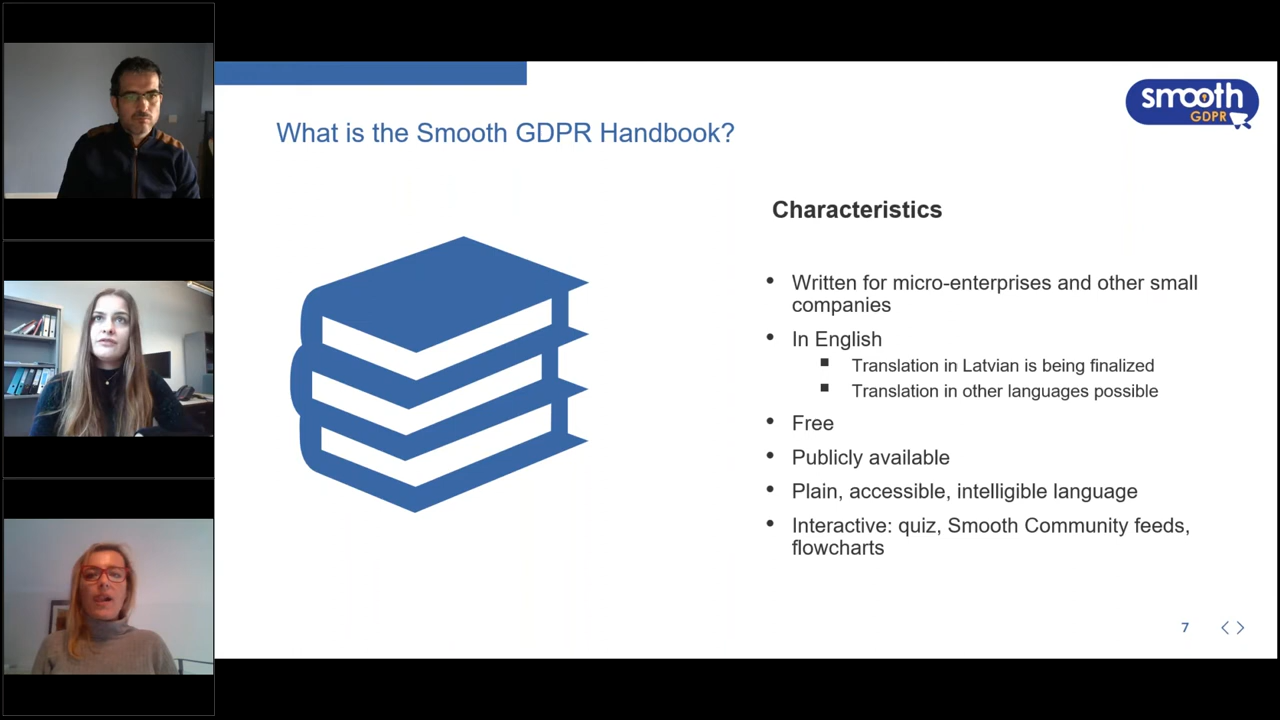 smooth
GDPR
What is the Smooth GDPR Handbook?
Characteristics
• Written for micro-enterprises and other small
companies
• In English
▪ Translation in Latvian is being finalized
▪ Translation in other languages possible
• Free
• Publicly available
• Plain, accessible, intelligible language
• Interactive: quiz, Smooth Community feeds,
flowcharts
7